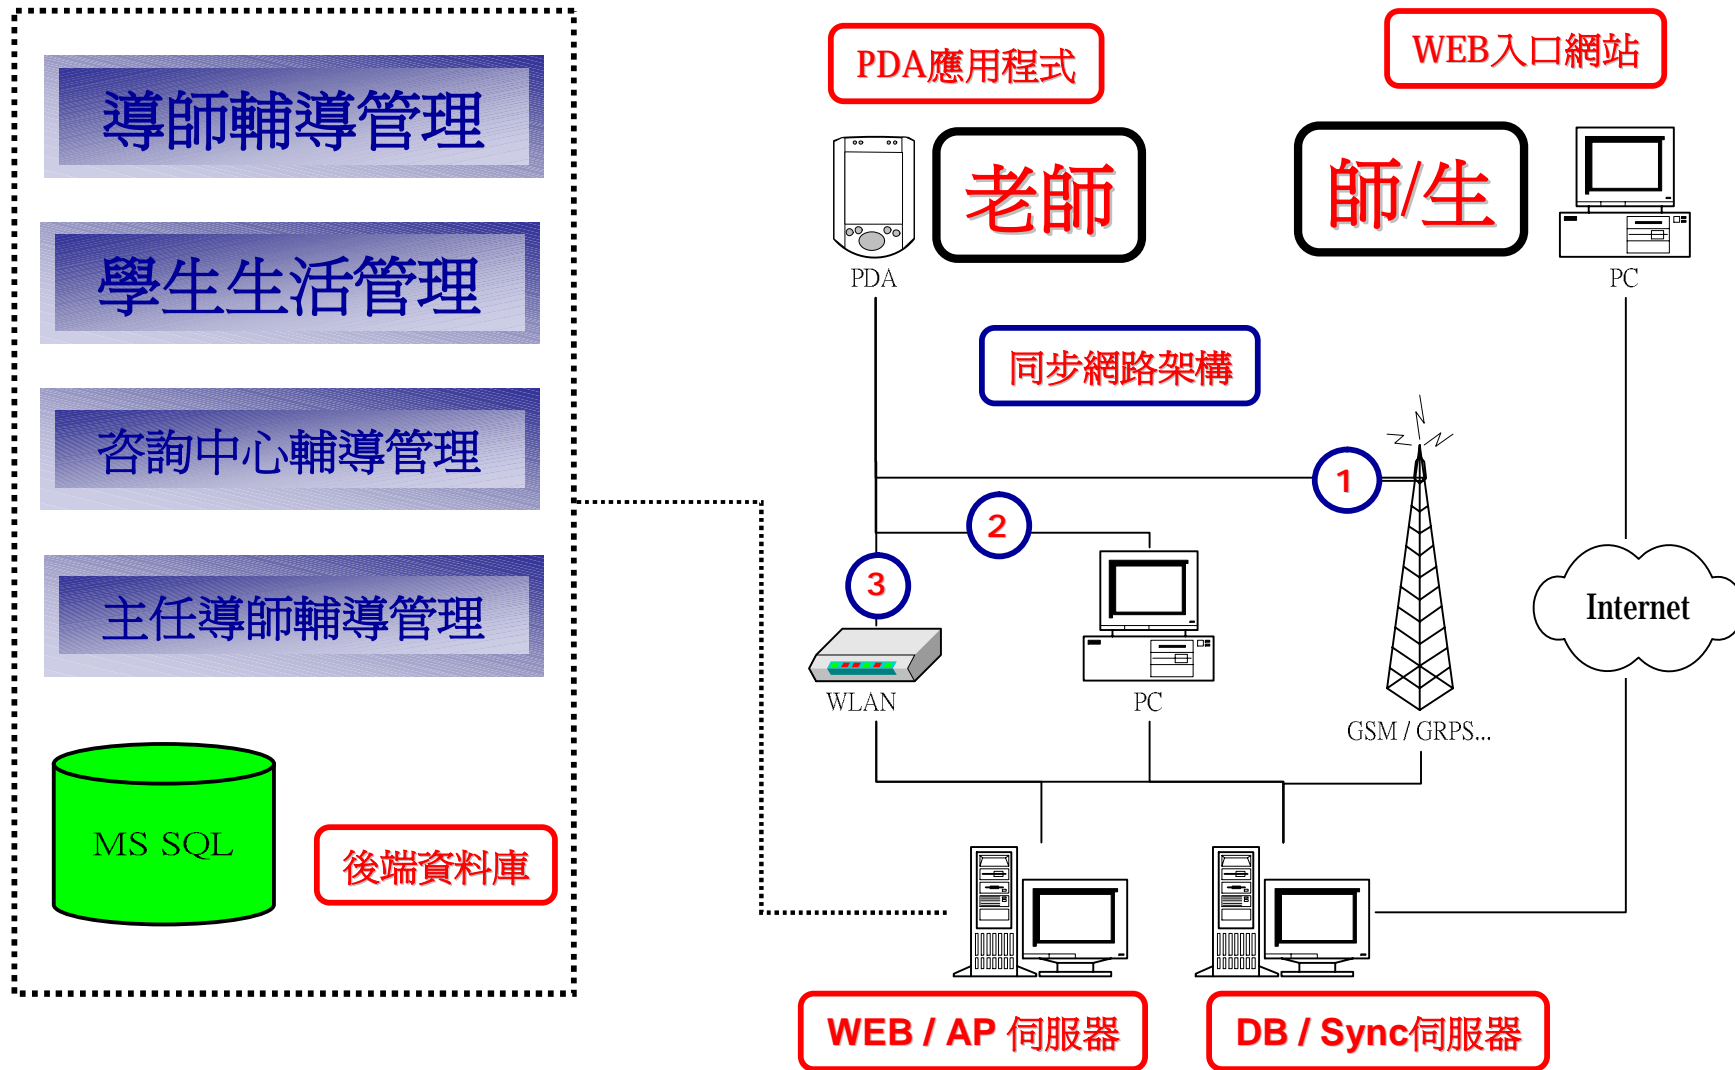 導師輔導管理
學生生活管理
咨詢中心輔導管理
主任導師輔導管理
MS SQL
後端資料庫
PDA應用程式
WEB入口網站
老師
師/生
PDA
PC
同步網路架構
1
2
3
Internet
WLAN
PC
GSM / GRPS...
WEB / AP 伺服器
DB / Sync伺服器